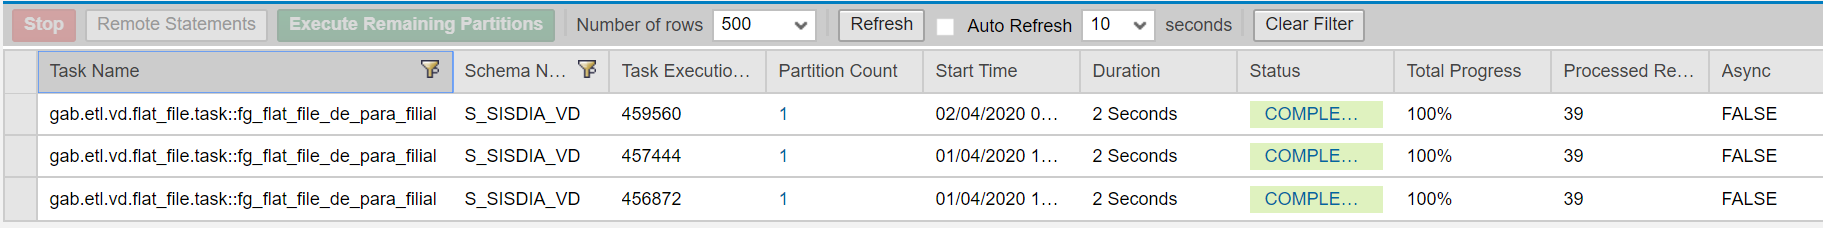 Stop Remote Statements Execute Remaining Partitions Number of rows 500 Refresh Auto Refresh 10 seconds Clear Filter
Task Name Schema N... Task Executio... Partition Count Start Time Duration Status Total Progress Processed Re... Async
gab.etl.vd.flat_file.task::fg_flat_file_de_para_filial S_SISDIA_VD 459560 1 02/04/2020 0... 2 Seconds COMPLE... 100% 39 FALSE
gab.etl.vd.flat_file.task::fg_flat_file_de_para_filial S_SISDIA_VD 457444 1 01/04/2020 1... 2 Seconds COMPLE... 100% 39 FALSE
gab.etl.vd.flat_file.task::fg_flat_file_de_para_filial S_SISDIA_VD 456872 1 01/04/2020 1... 2 Seconds COMPLE... 100% 39 FALSE